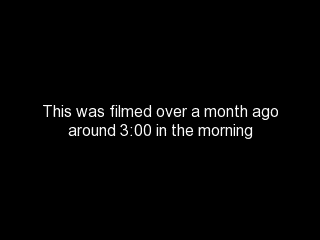 This was filmed over a month ago
around 3:00 in the morning